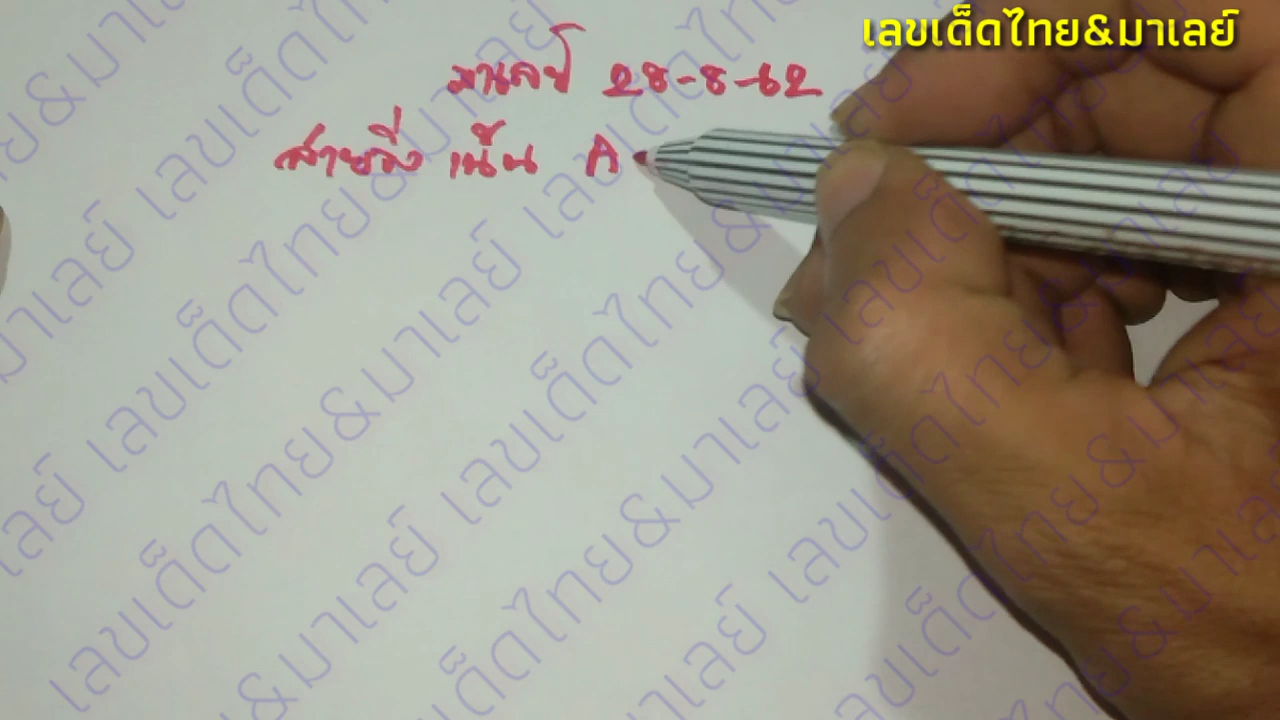 เลขเด็ดไทย&มาเลย์
มาเลย์ 28-8-62
สายวิ่ง เน้น A